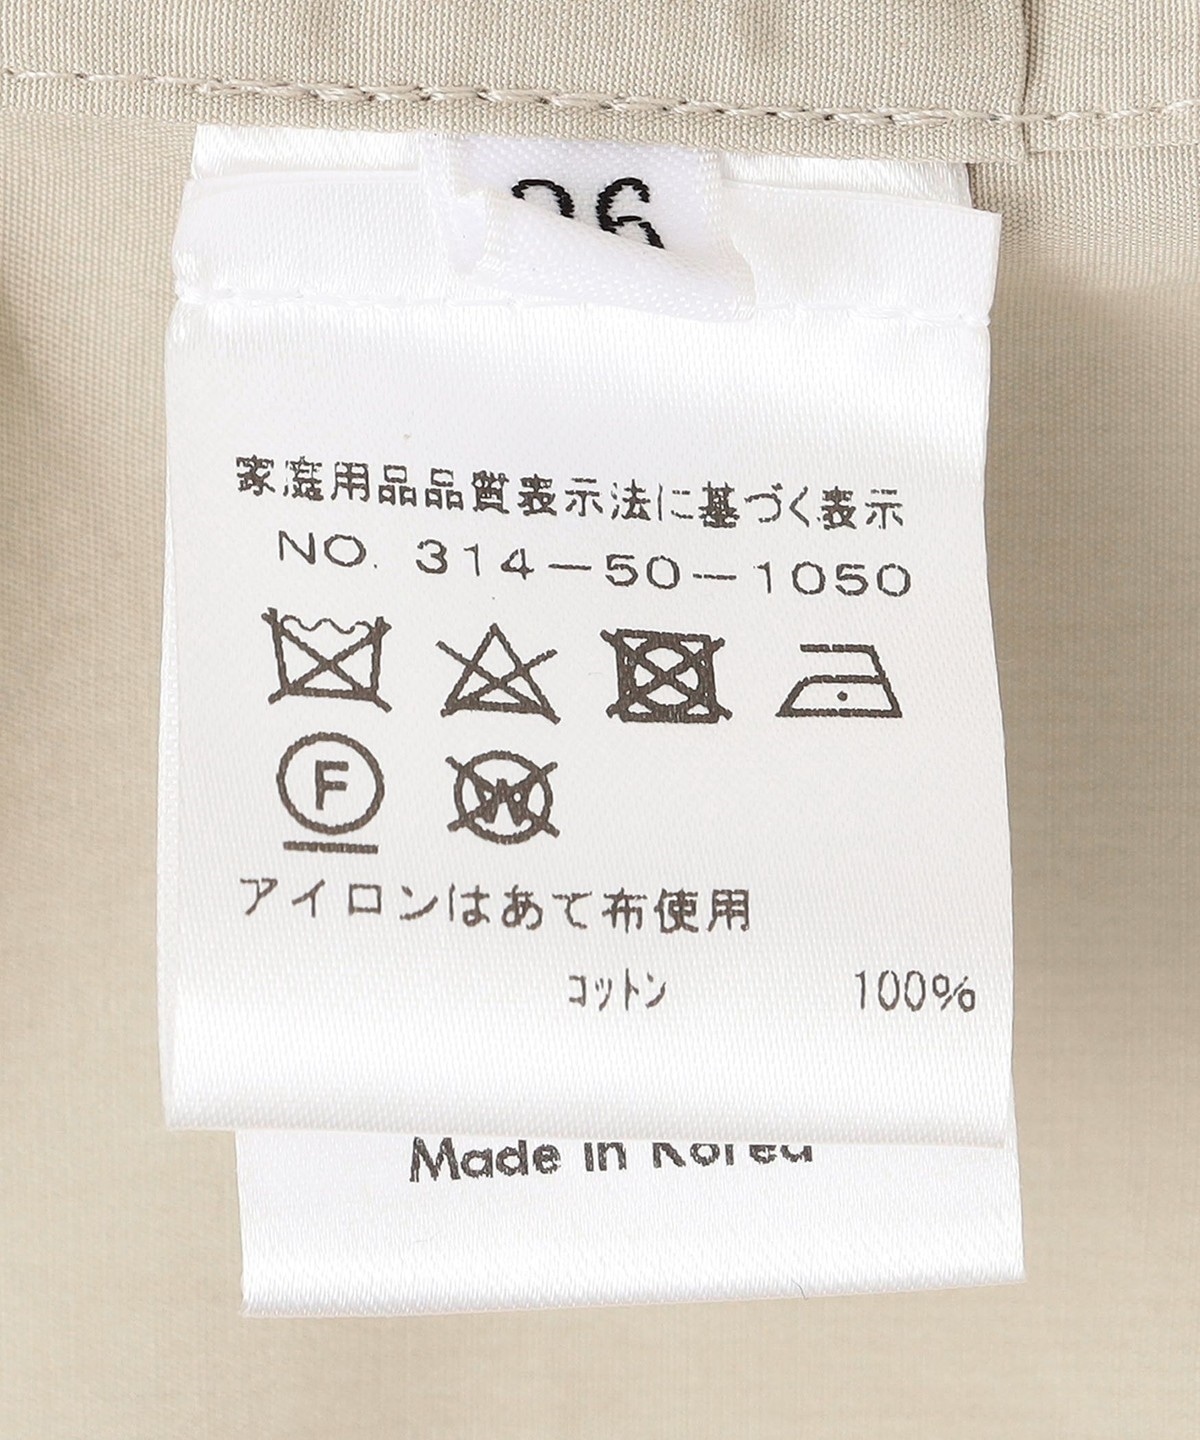 36
家庭用品品質表示法に基づく表示
NO. 314-50-1050
F
W
アイロンはあて布使用
コットン 100%
Made in Korea